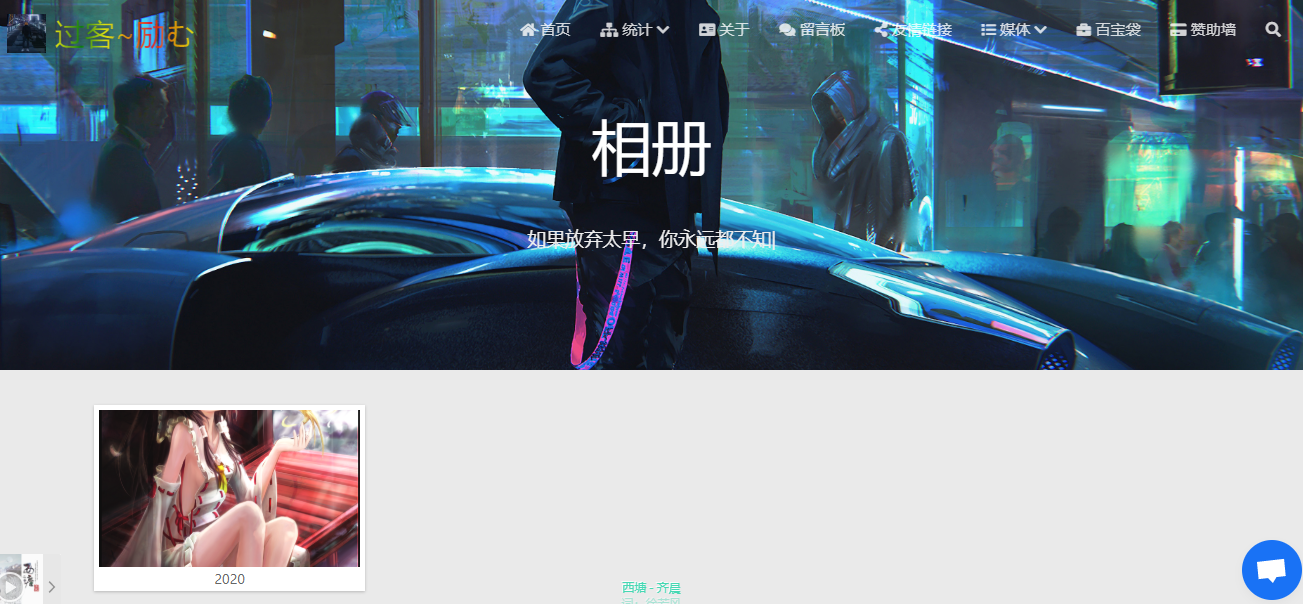 过客~励む
首页 统计 关于 留言板 友情链接 媒体 百宝袋 赞助墙
相册
如果放弃太早，你永远都不知|
2020
西塘 - 齐晨